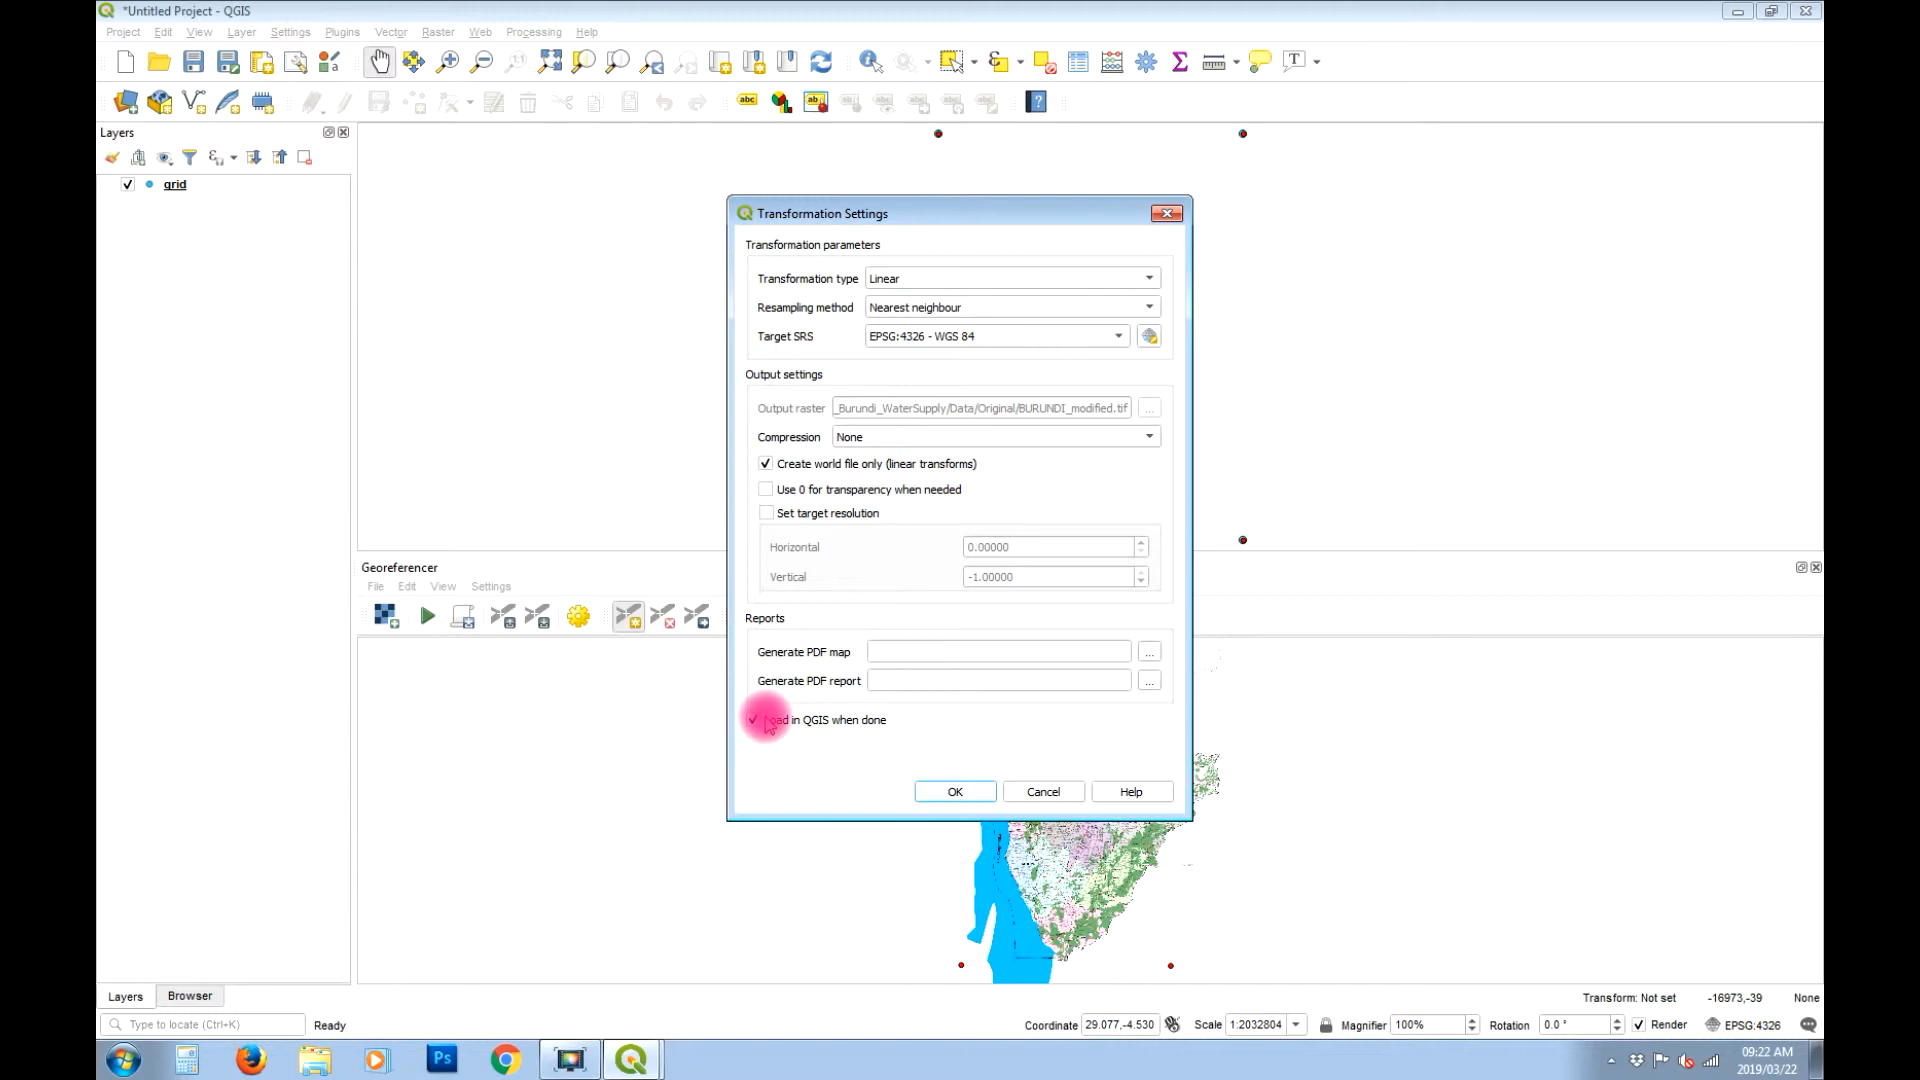 *Untitled Project - QGIS
Project Edit View Layer Settings Plugins Vector Raster Web Processing Help
Layers
grid
Transformation Settings
Transformation parameters
Transformation type Linear
Resampling method Nearest neighbour
Target SRS EPSG:4326 - WGS 84
Output settings
Output raster _Burundi_WaterSupply/Data/Original/BURUNDI_modified.tif ...
Compression None
Create world file only (linear transforms)
Use 0 for transparency when needed
Set target resolution
Horizontal 0.00000
Vertical -1.00000
Georeferencer
File Edit View Settings
Reports
Generate PDF map ...
Generate PDF report ...
in QGIS when done
OK Cancel Help
Layers Browser
Transform: Not set -16973,-39 None
Type to locate (Ctrl+K) Ready Coordinate 29.077,-4.530 Scale 1:2032804 Magnifier 100% Rotation 0.0 ° Render EPSG:4326
Ps
09:22 AM
2019/03/22